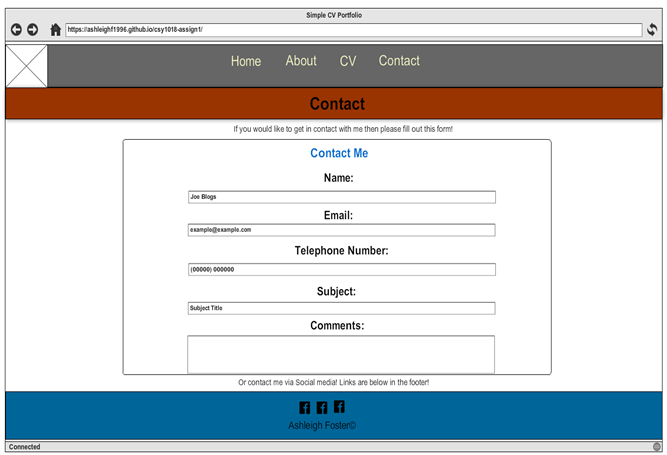 Simple CV Portfolio
https://ashleighf1996.github.io/csy1018-assign1/
Home About CV Contact
Contact
If you would like to get in contact with me then please fill out this form!
Contact Me
Name:
Joe Blogs
Email:
example@example.com
Telephone Number:
(00000) 000000
Subject:
Subject Title
Comments:
Or contact me via Social media! Links are below in the footer!
Ashleigh Foster©
Connected